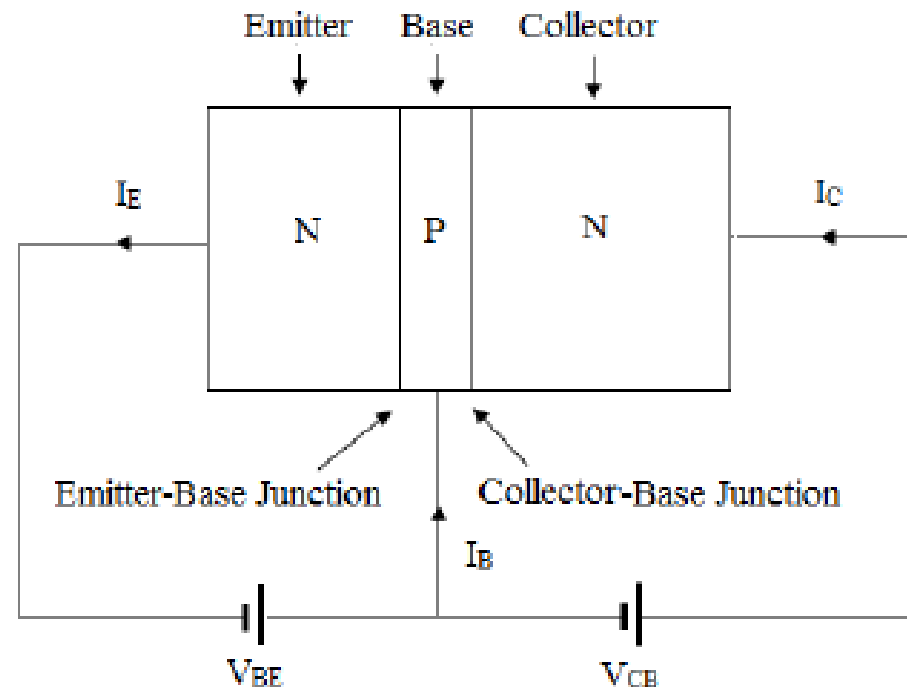 Emitter Base Collector
IE
IC
N P N
Emitter-Base Junction
Collector-Base Junction
IB
VBE
VCB